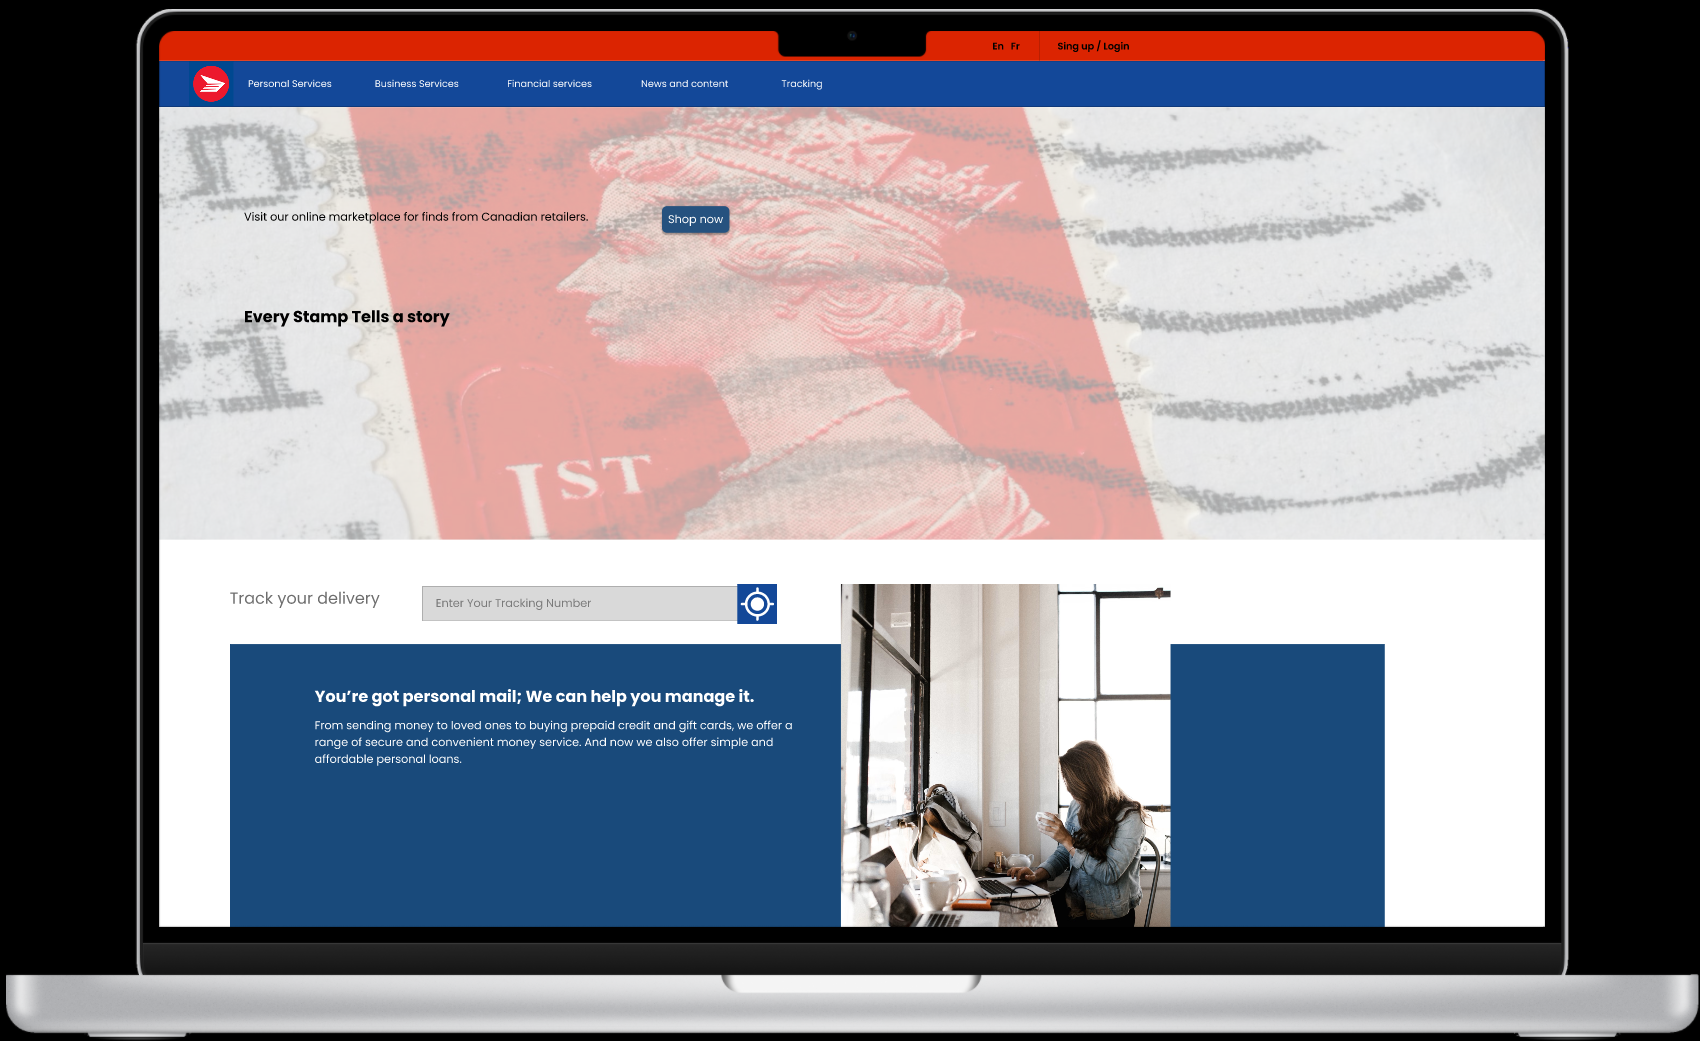 En Fr
Sing up / Login
Personal Services
Business Services
Financial services
News and content
Tracking
Visit our online marketplace for finds from Canadian retailers.
Shop now
Every Stamp Tells a story
1ST
Track your delivery
Enter Your Tracking Number
You’re got personal mail; We can help you manage it.
From sending money to loved ones to buying prepaid credit and gift cards, we offer a
range of secure and convenient money service. And now we also offer simple and
affordable personal loans.